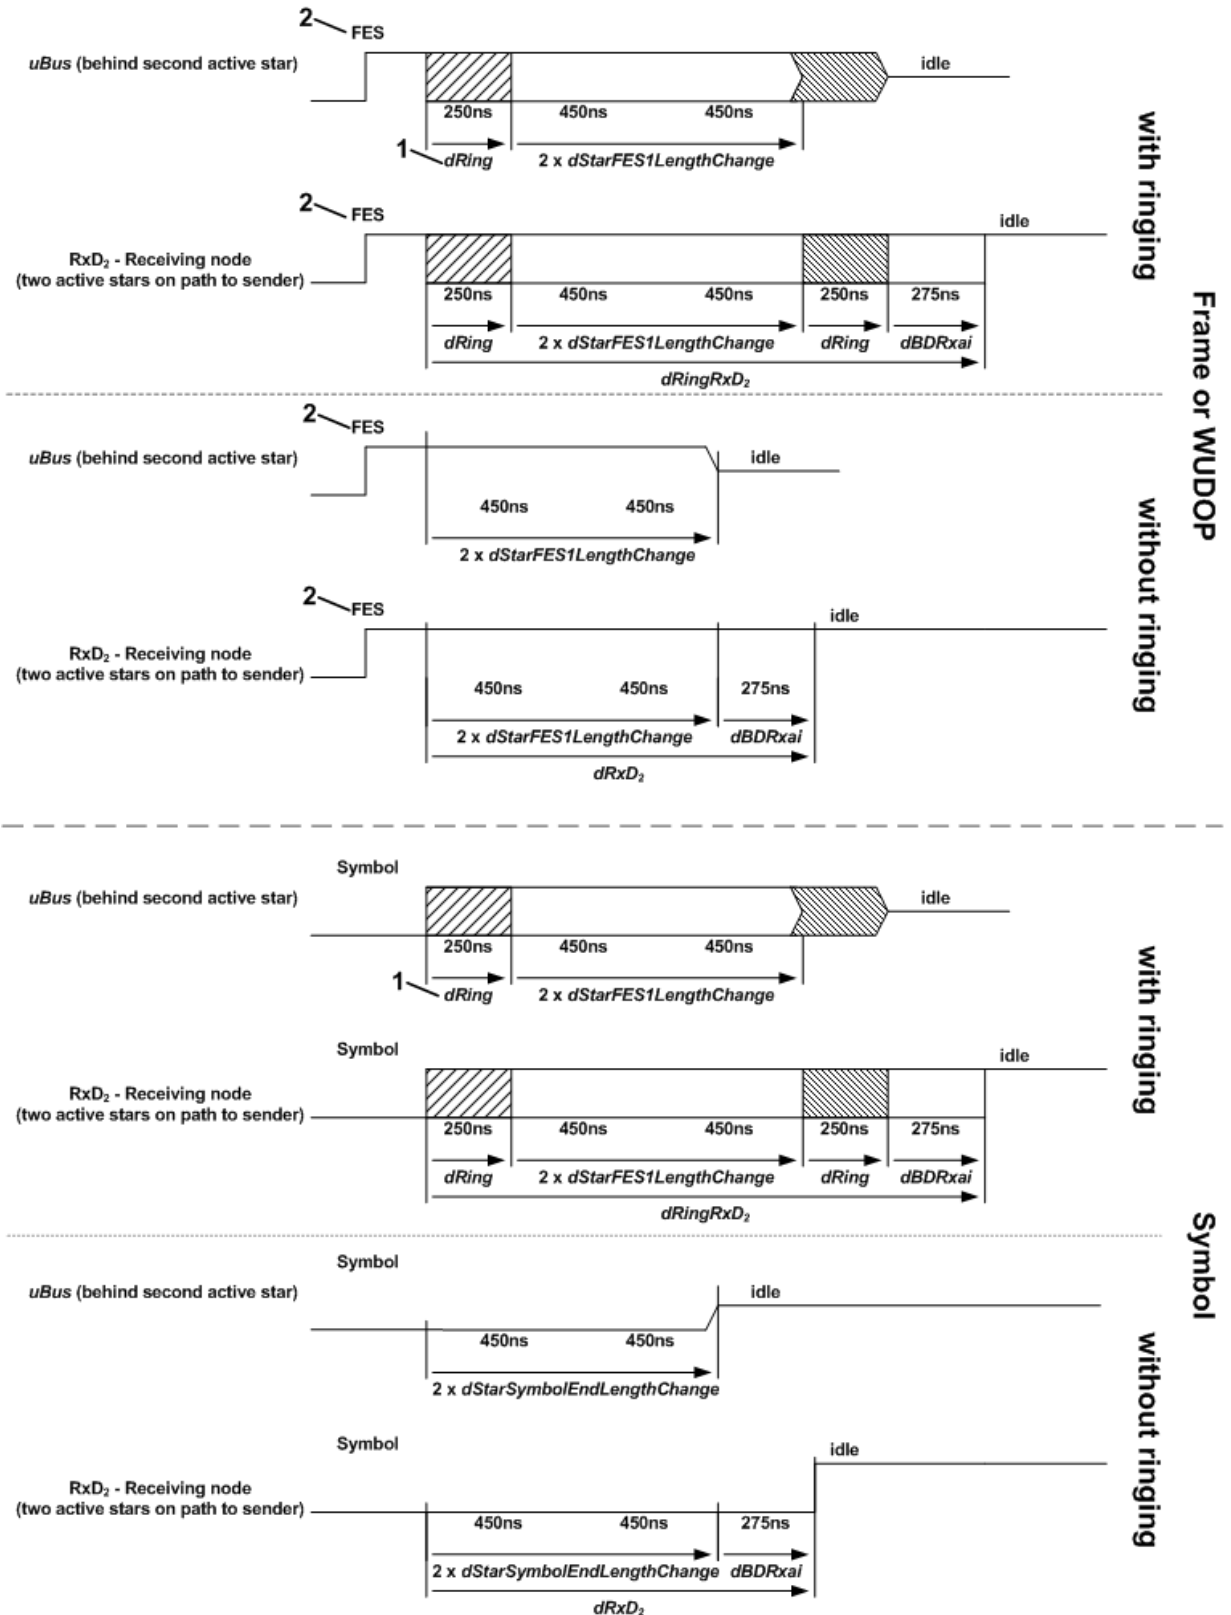 2
FES
uBus (behind second active star)
idle
250ns 450ns 450ns
1
dRing 2 x dStarFES1LengthChange
with ringing
2
FES
idle
RxD2 - Receiving node
(two active stars on path to sender)
250ns 450ns 450ns 250ns 275ns
dRing 2 x dStarFES1LengthChange dRing dBDRxai
dRingRxD2
Frame or WUDOP
2
FES
uBus (behind second active star)
idle
450ns 450ns
2 x dStarFES1LengthChange
without ringing
2
FES
idle
RxD2 - Receiving node
(two active stars on path to sender)
450ns 450ns 275ns
2 x dStarFES1LengthChange dBDRxai
dRxD2
Symbol
uBus (behind second active star)
idle
250ns 450ns 450ns
1
dRing 2 x dStarFES1LengthChange
with ringing
Symbol
idle
RxD2 - Receiving node
(two active stars on path to sender)
250ns 450ns 450ns 250ns 275ns
dRing 2 x dStarFES1LengthChange dRing dBDRxai
dRingRxD2
Symbol
Symbol
uBus (behind second active star)
idle
450ns 450ns
2 x dStarSymbolEndLengthChange
without ringing
Symbol
idle
RxD2 - Receiving node
(two active stars on path to sender)
450ns 450ns 275ns
2 x dStarSymbolEndLengthChange dBDRxai
dRxD2